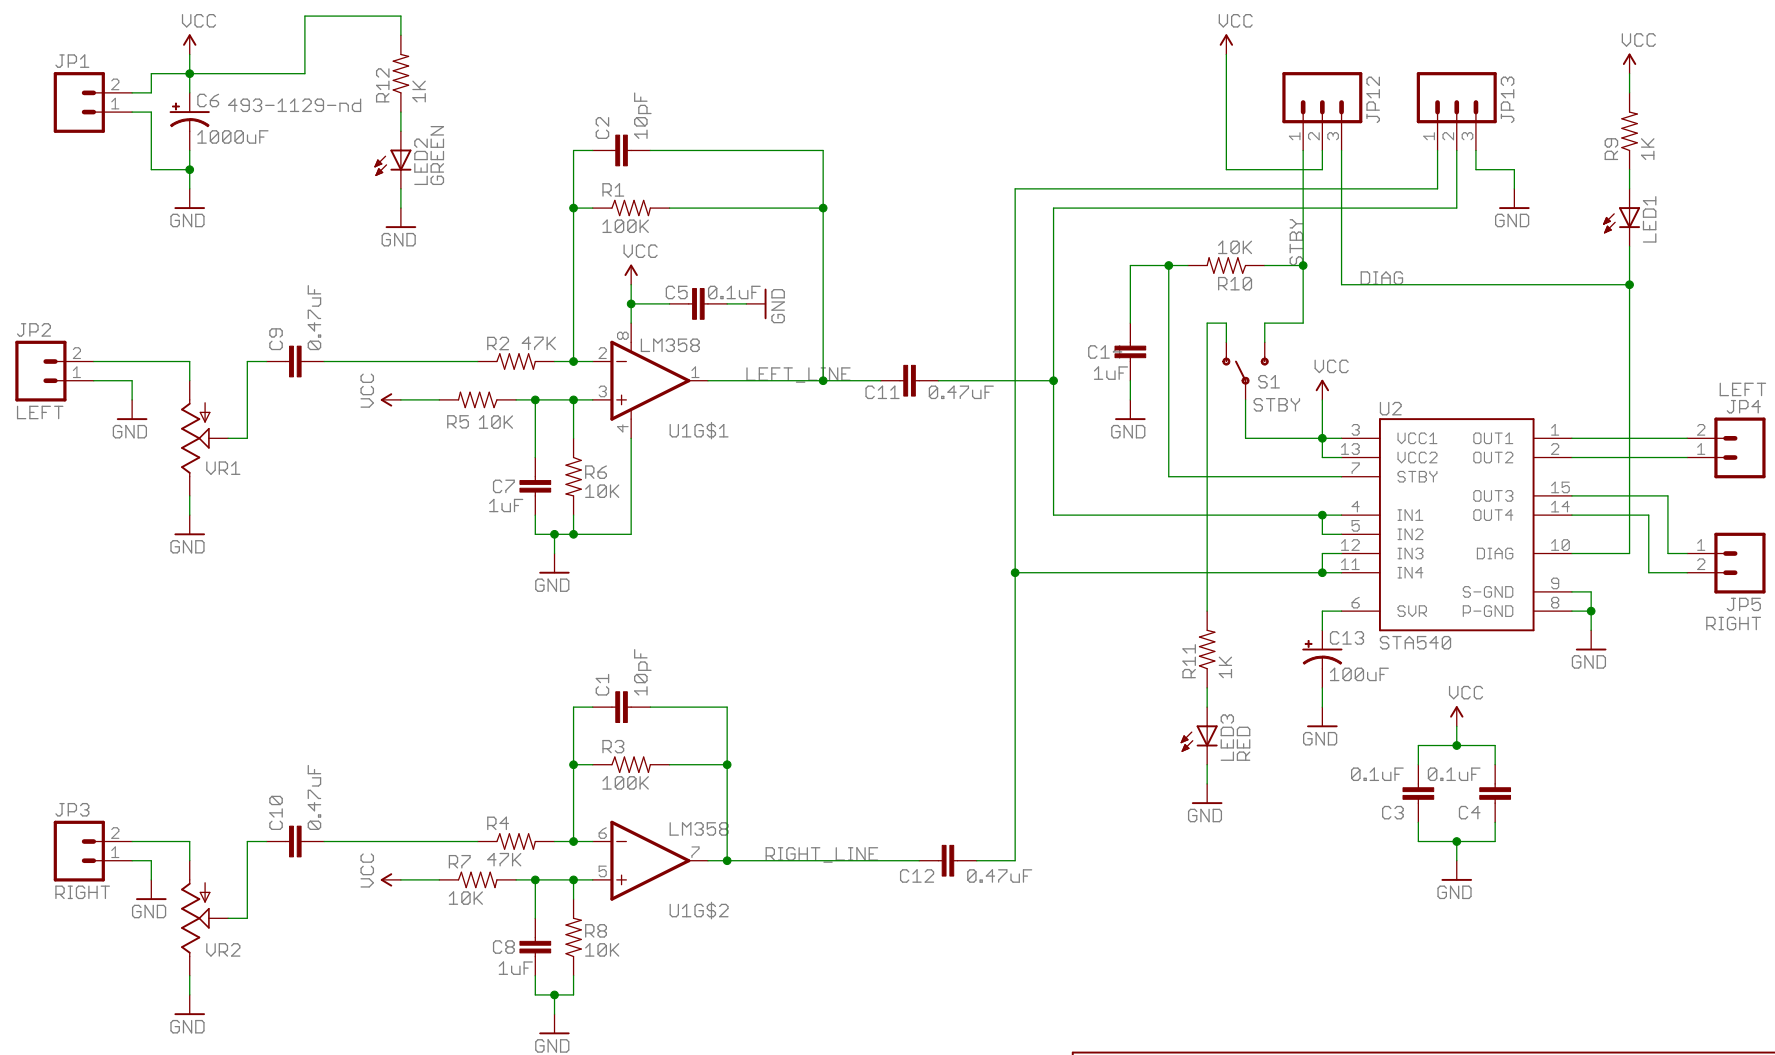 VCC
JP1
2
1
C6 493-1129-nd
1000uF
GND
R12
1K
LED2
GREEN
GND
C2
10pF
R1
100K
VCC
C5 0.1uF
GND
JP2
2
1
LEFT
GND
VR1
GND
C9
0.47uF
R2 47K
VCC
R5 10K
8
LM358
2
3
4
1
U1G$1
LEFT_LINE
C7
1uF
R6
10K
GND
C11 0.47uF
VCC
JP12
1
2
3
JP13
1
2
3
GND
VCC
R9
1K
LED1
STBY
10K
R10
DIAG
C14
1uF
GND
S1
STBY
VCC
U2
3 VCC1 OUT1 1
13 VCC2 OUT2 2
7 STBY
OUT3 15
4 IN1 OUT4 14
5 IN2
12 IN3 DIAG 10
11 IN4
S-GND 9
6 SVR P-GND 8
STA540
GND
LEFT
JP4
2
1
1
2
JP5
RIGHT
C13
100uF
GND
R11
1K
LED3
RED
GND
VCC
0.1uF 0.1uF
C3 C4
GND
JP3
2
1
RIGHT
GND
VR2
GND
C10
0.47uF
C1
10pF
R3
100K
R4
47K
VCC
R7
10K
LM358
6
5
7
U1G$2
RIGHT_LINE
C8
1uF
R8
10K
GND
C12 0.47uF